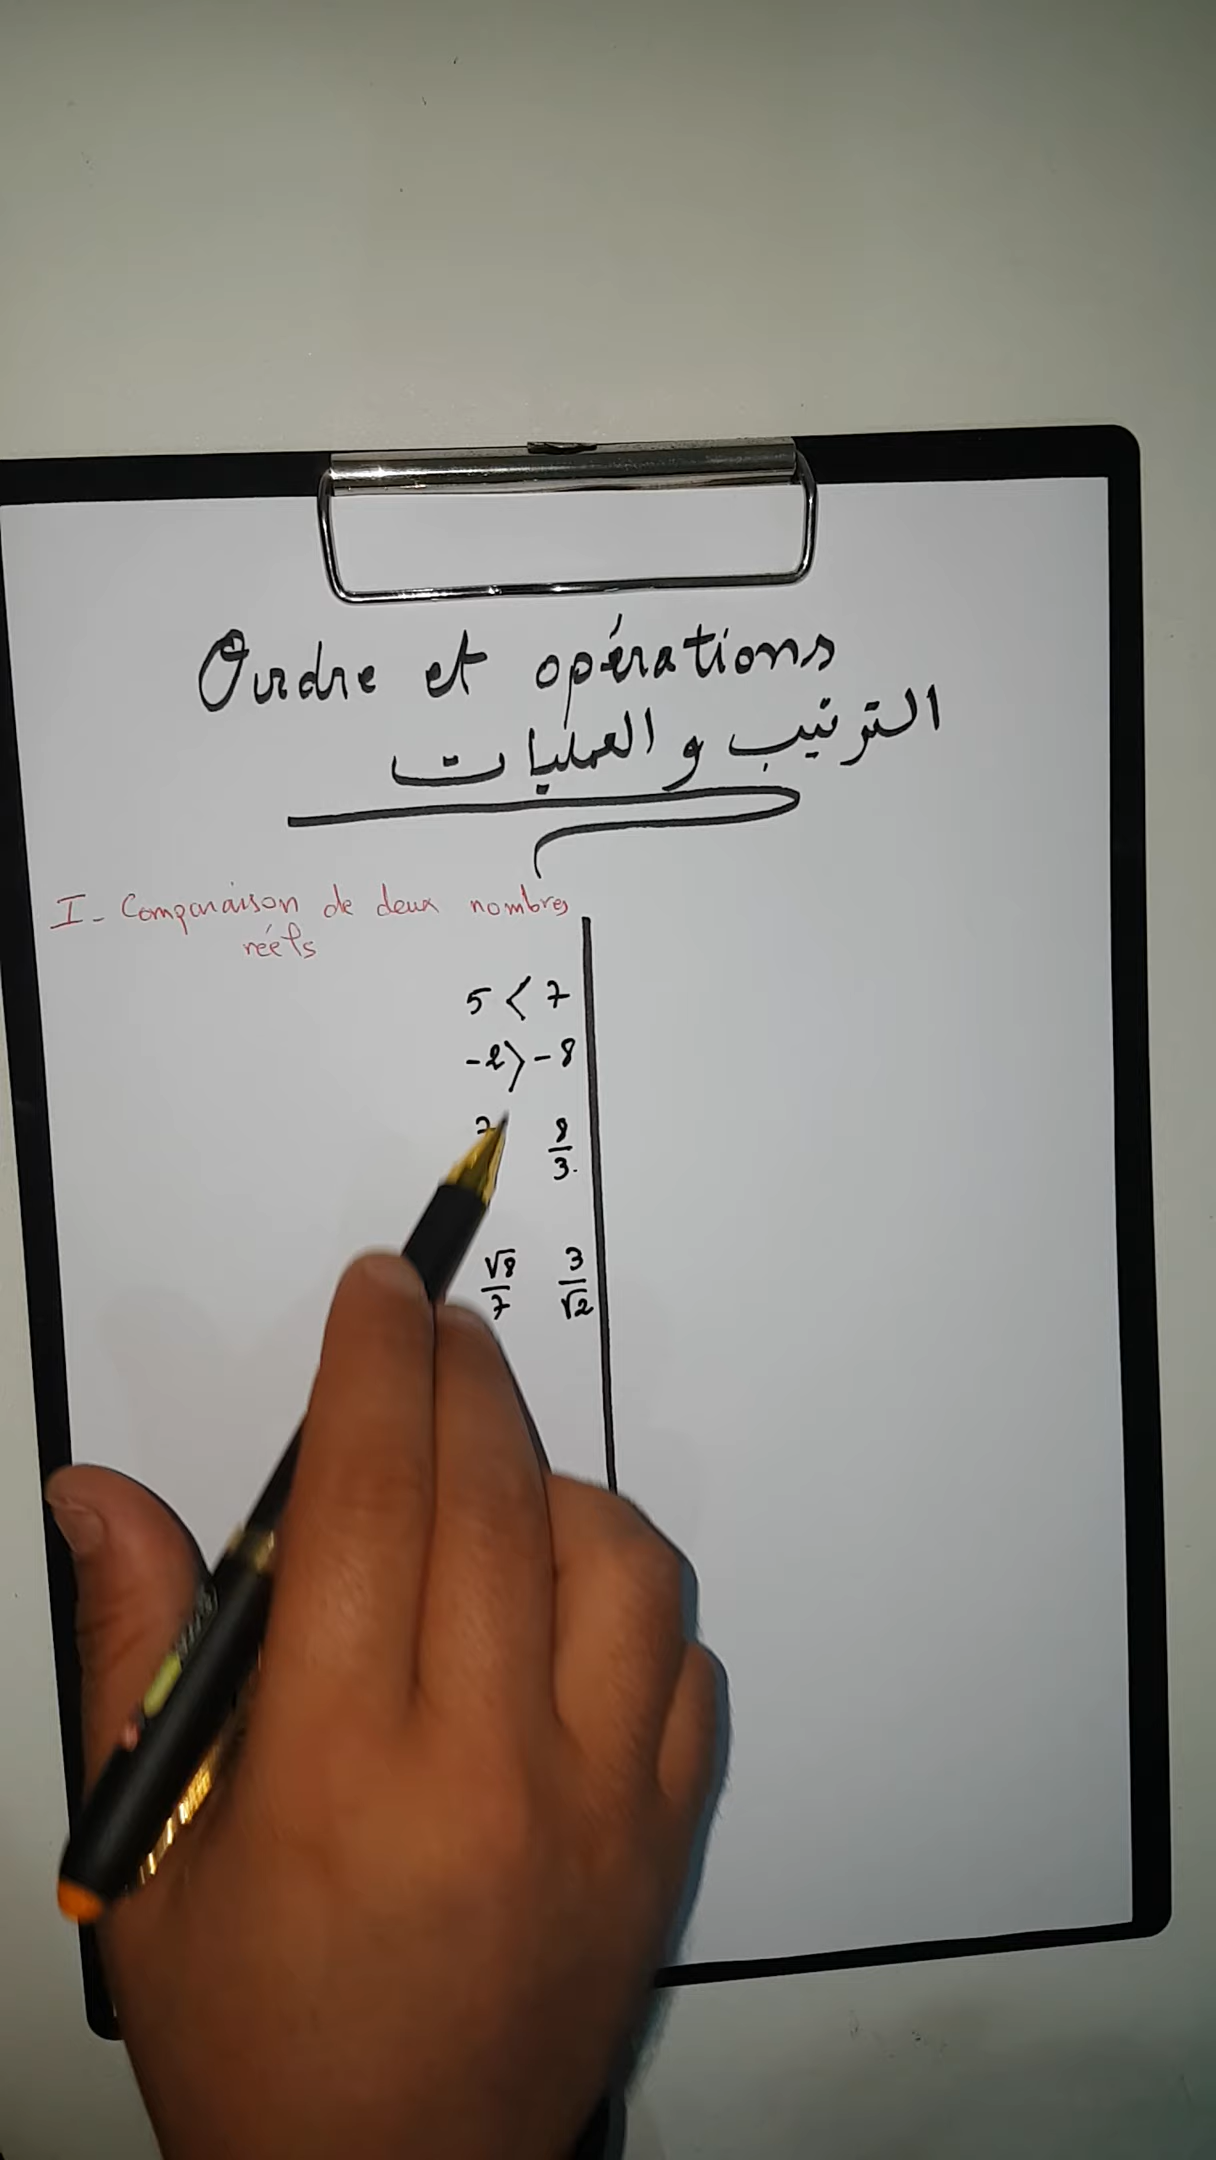 Ordre et opérations
الترتيب و العمليات
I - Comparaison de deux nombres
réels
5 < 7
-2 > -8
7 8/3
√8/7 3/√2